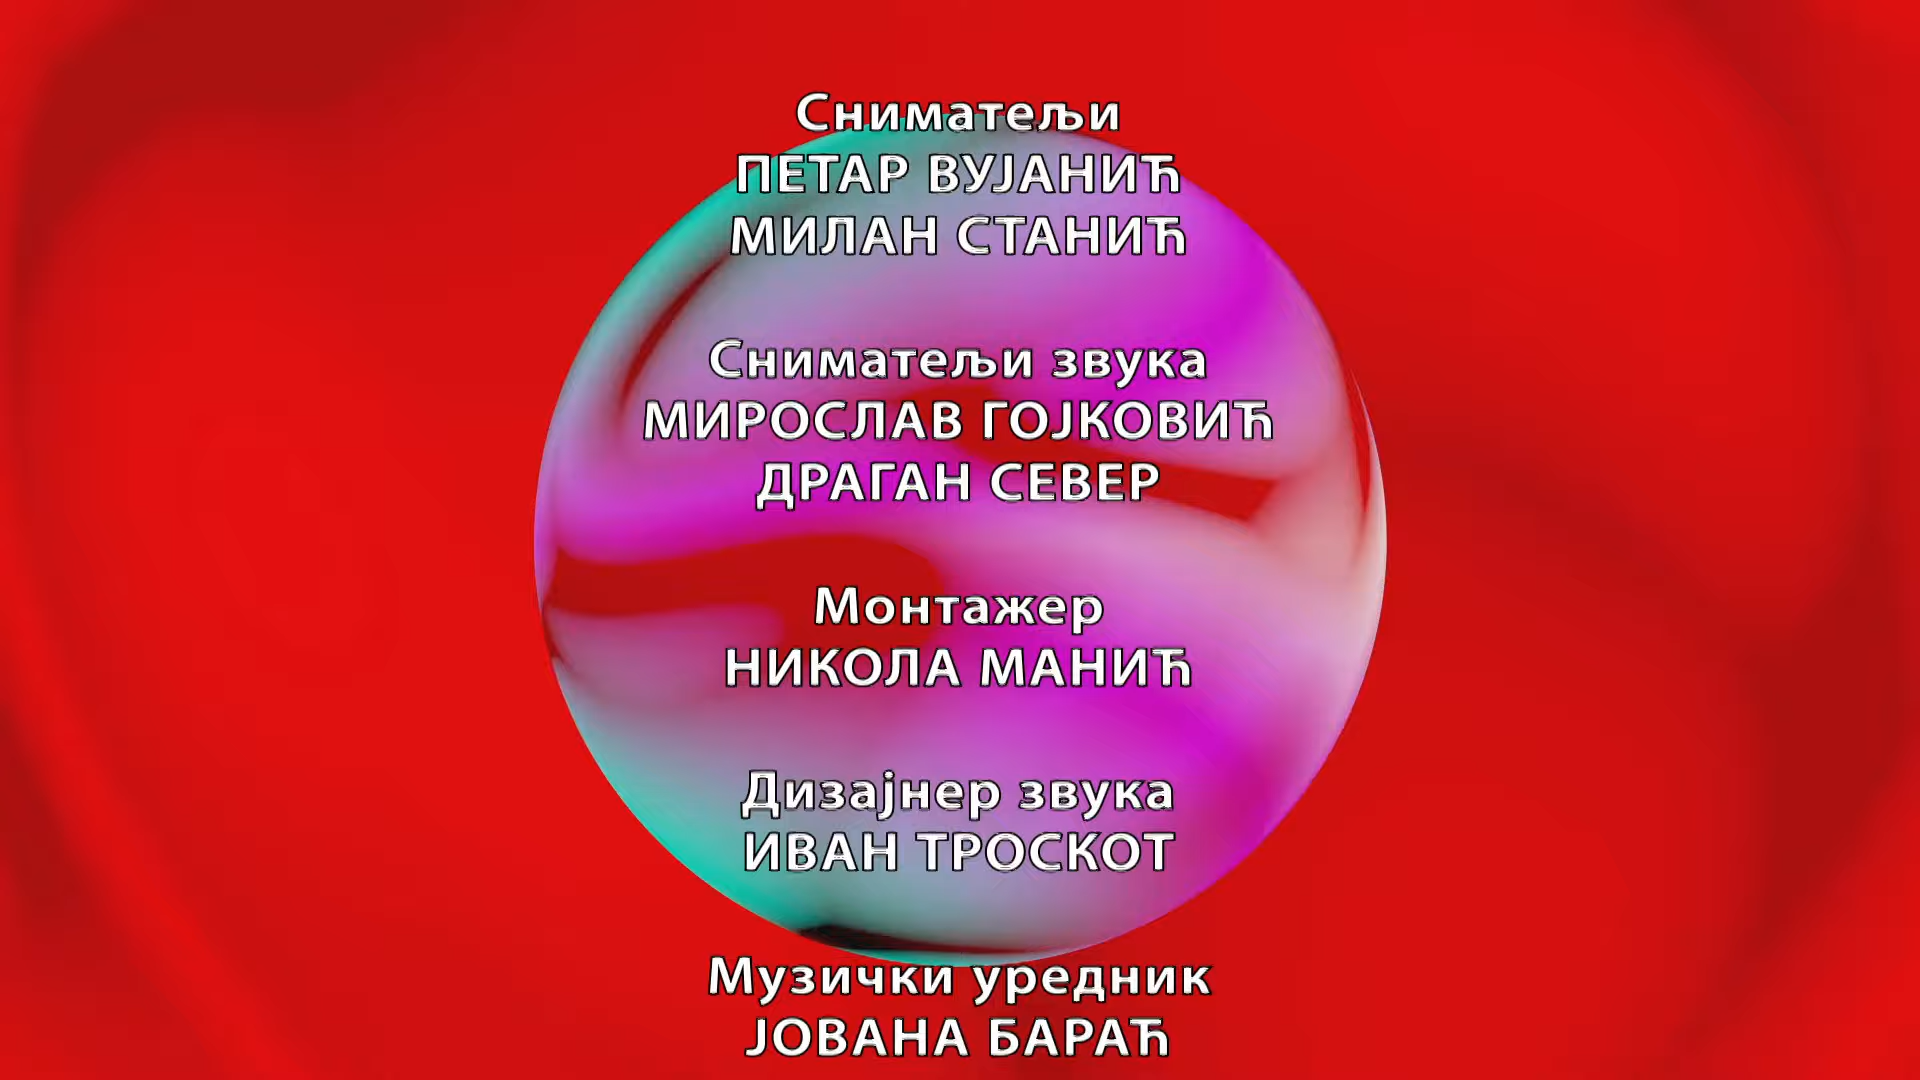 Сниматељи
ПЕТАР ВУЈАНИЋ
МИЛАН СТАНИЋ
Сниматељи звука
МИРОСЛАВ ГОЈКОВИЋ
ДРАГАН СЕВЕР
Монтажер
НИКОЛА МАНИЋ
Дизајнер звука
ИВАН ТРОСКОТ
Музички уредник
ЈОВАНА БАРАЋ